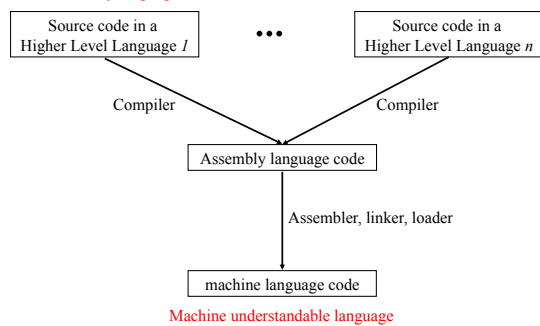 Source code in a
Higher Level Language 1
•••
Source code in a
Higher Level Language n
Compiler
Compiler
Assembly language code
Assembler, linker, loader
machine language code
Machine understandable language